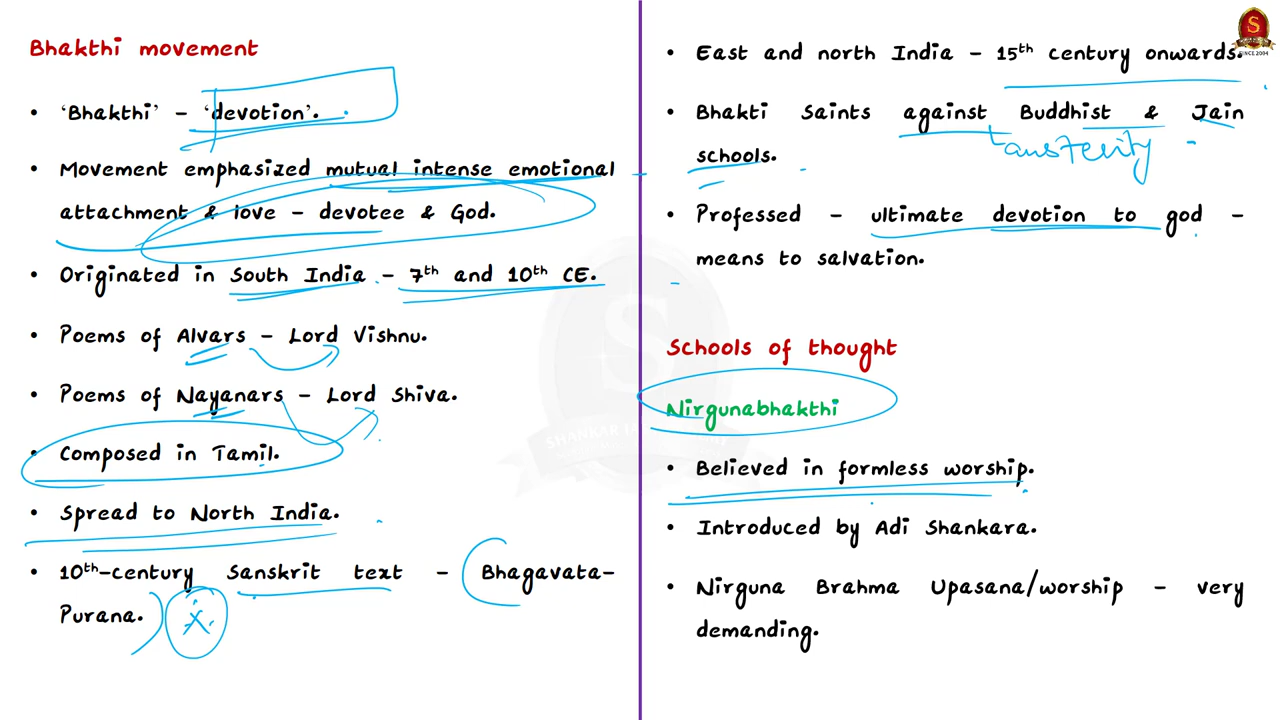 Bhakthi movement
• 'Bhakthi' – 'devotion'.
• Movement emphasized mutual intense emotional
attachment & love – devotee & God.
• Originated in South India – 7th and 10th CE.
• Poems of Alvars – Lord Vishnu.
• Poems of Nayanars – Lord Shiva.
• Composed in Tamil.
• Spread to North India.
• 10th-century Sanskrit text – Bhagavata-
Purana.
• East and north India – 15th century onwards.
• Bhakti Saints against Buddhist & Jain
schools.
austerity
• Professed – ultimate devotion to god –
means to salvation.
Schools of thought
Nirgunabhakthi
• Believed in formless worship.
• Introduced by Adi Shankara.
• Nirguna Brahma Upasana/worship – very
demanding.
S
SINCE 2004